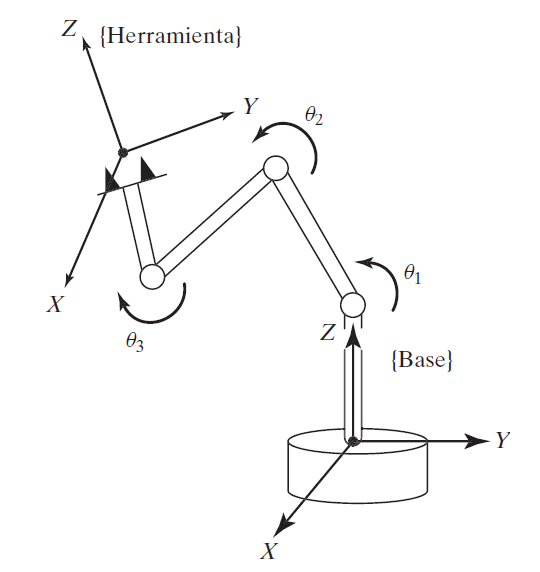 Z {Herramienta}
Y
θ2
X
θ3
θ1
Z
{Base}
Y
X